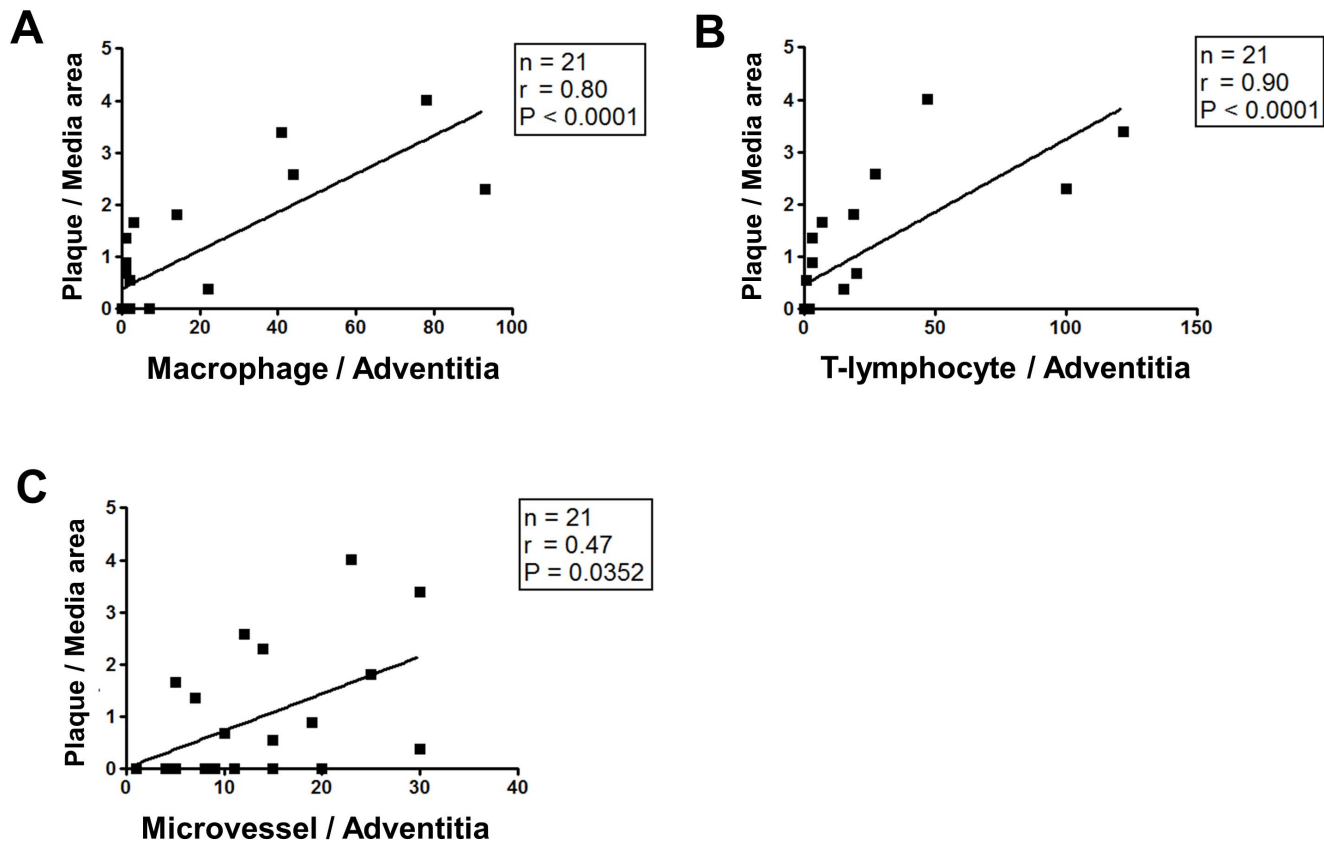 A
Plaque / Media area
5
4
3
2
1
0
0 20 40 60 80 100
Macrophage / Adventitia
n = 21
r = 0.80
P < 0.0001
B
Plaque / Media area
5
4
3
2
1
0
0 50 100 150
T-lymphocyte / Adventitia
n = 21
r = 0.90
P < 0.0001
C
Plaque / Media area
5
4
3
2
1
0
0 10 20 30 40
Microvessel / Adventitia
n = 21
r = 0.47
P = 0.0352